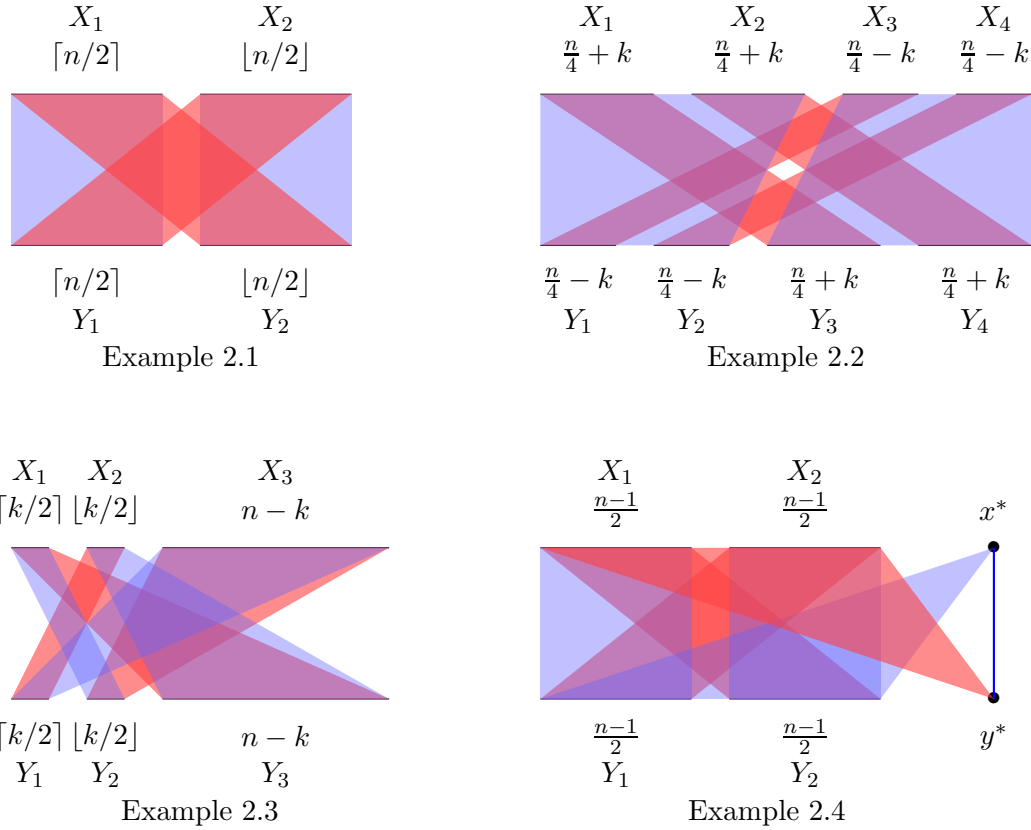 X₁ X₂
⌈n/2⌉ ⌊n/2⌋
⌈n/2⌉ ⌊n/2⌋
Y₁ Y₂
Example 2.1
X₁ X₂ X₃ X₄
n/4 + k n/4 + k n/4 − k n/4 − k
n/4 − k n/4 − k n/4 + k n/4 + k
Y₁ Y₂ Y₃ Y₄
Example 2.2
X₁ X₂ X₃
⌈k/2⌉ ⌊k/2⌋ n − k
⌈k/2⌉ ⌊k/2⌋ n − k
Y₁ Y₂ Y₃
Example 2.3
X₁ X₂
(n−1)/2 (n−1)/2 x*
(n−1)/2 (n−1)/2 y*
Y₁ Y₂
Example 2.4